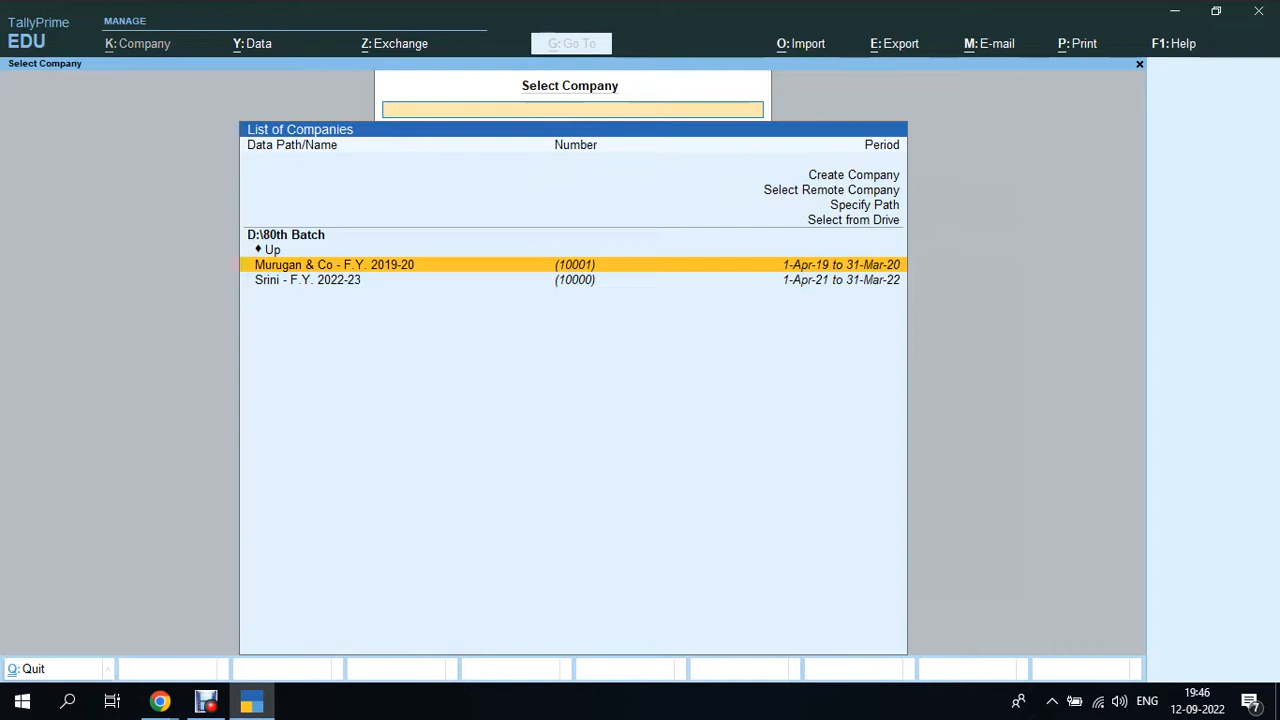 TallyPrime
EDU
MANAGE
K: Company Y: Data Z: Exchange G: Go To O: Import E: Export M: E-mail P: Print F1: Help
Select Company
Select Company
List of Companies
Data Path/Name Number Period
Create Company
Select Remote Company
Specify Path
Select from Drive
D:\80th Batch
♦ Up
Murugan & Co - F.Y. 2019-20 (10001) 1-Apr-19 to 31-Mar-20
Srini - F.Y. 2022-23 (10000) 1-Apr-21 to 31-Mar-22
Q: Quit
ENG
19:46
12-09-2022
7